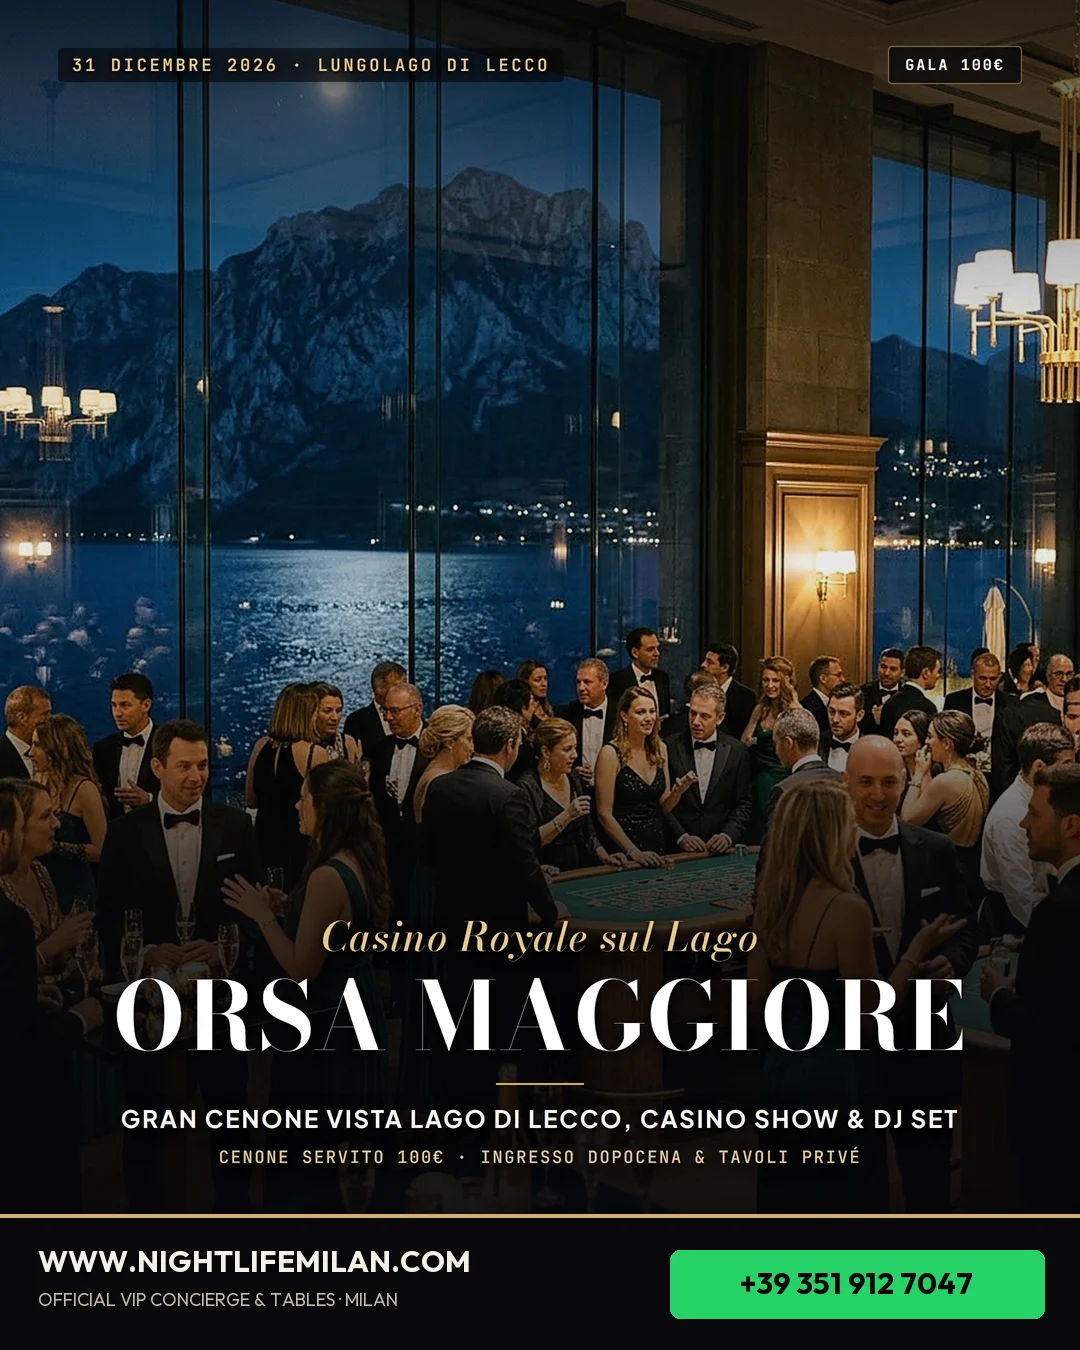 31 DICEMBRE 2026 · LUNGOLAGO DI LECCO
GALA 100€
Casino Royale sul Lago
ORSA MAGGIORE
GRAN CENONE VISTA LAGO DI LECCO, CASINO SHOW & DJ SET
CENONE SERVITO 100€ · INGRESSO DOPOCENA & TAVOLI PRIVÉ
WWW.NIGHTLIFEMILAN.COM
OFFICIAL VIP CONCIERGE & TABLES · MILAN
+39 351 912 7047